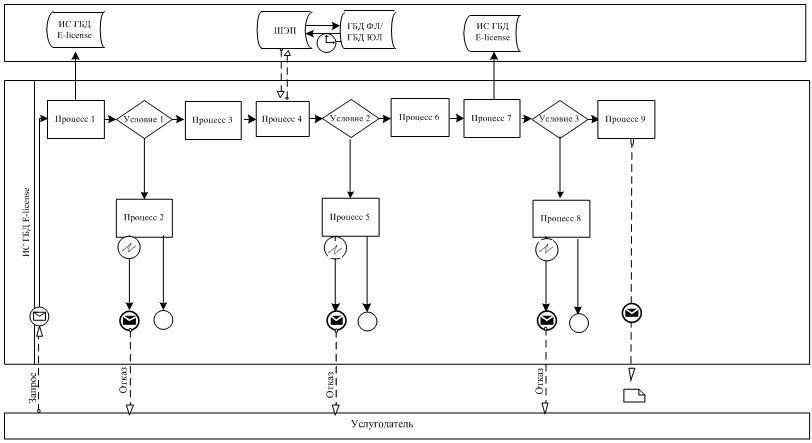 ИС ГБД
E-license
ШЭП
ГБД ФЛ/
ГБД ЮЛ
ИС ГБД
E-license
ИС ГБД E-license
Процесс 1
Условие 1
Процесс 3
Процесс 4
Условие 2
Процесс 6
Процесс 7
Условие 3
Процесс 9
Процесс 2
Процесс 5
Процесс 8
Запрос
Отказ
Отказ
Отказ
Услугодатель